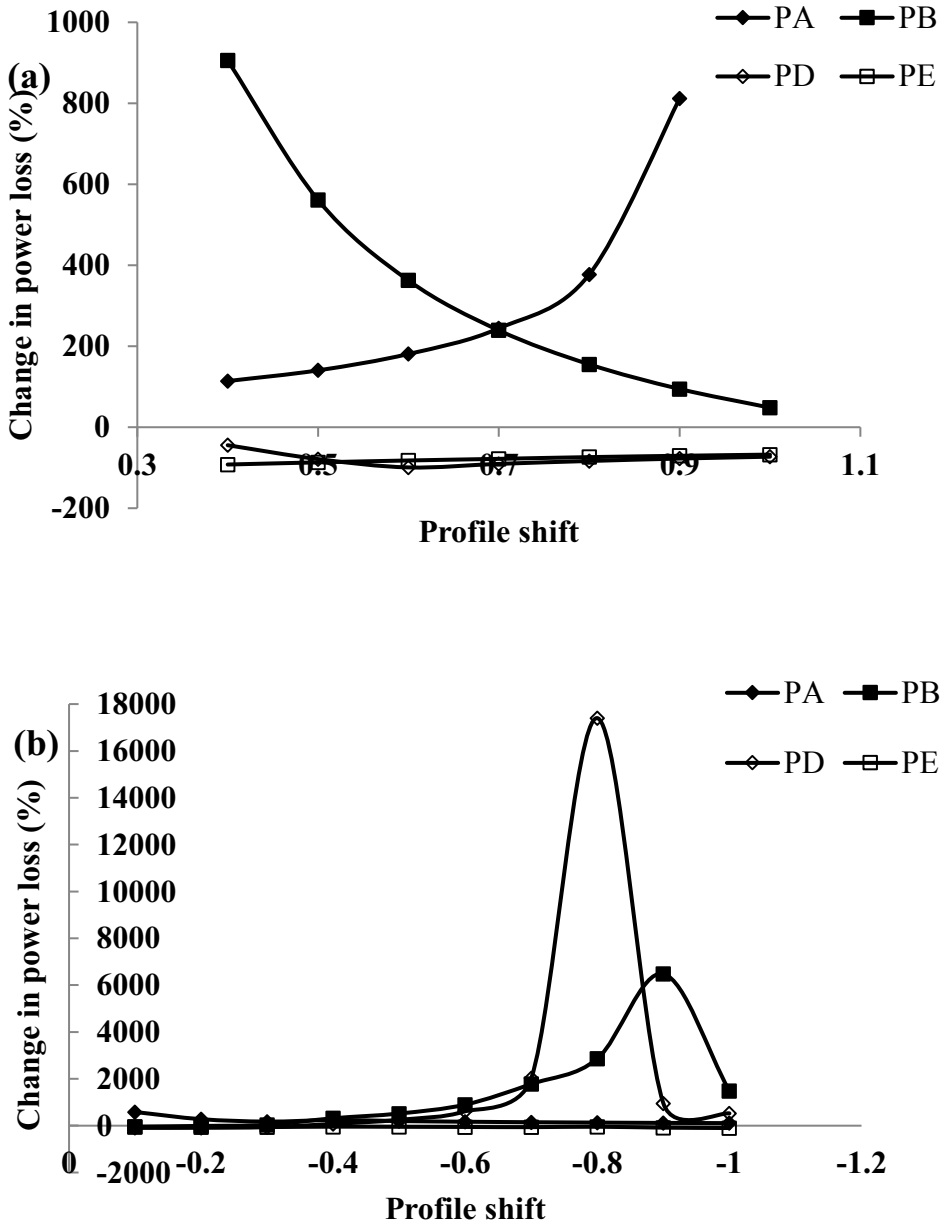 (a)
PA PB
PD PE
Change in power loss (%)
1000
800
600
400
200
0
-200
0.3 0.5 0.7 0.9 1.1
Profile shift
(b)
PA PB
PD PE
Change in power loss (%)
18000
16000
14000
12000
10000
8000
6000
4000
2000
0
-2000
0 -0.2 -0.4 -0.6 -0.8 -1 -1.2
Profile shift